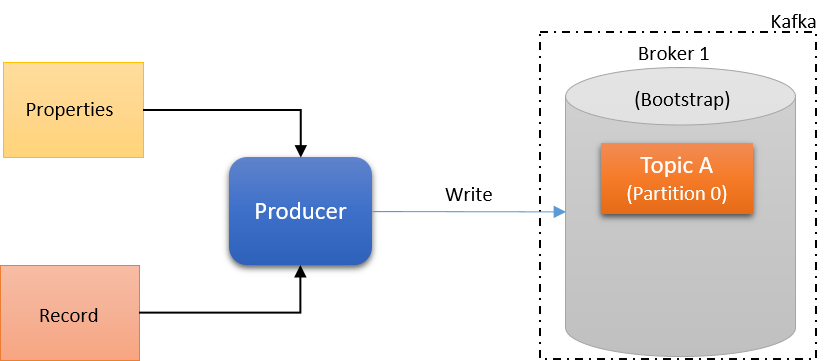 Kafka
Broker 1
(Bootstrap)
Properties
Topic A
(Partition 0)
Producer
Write
Record